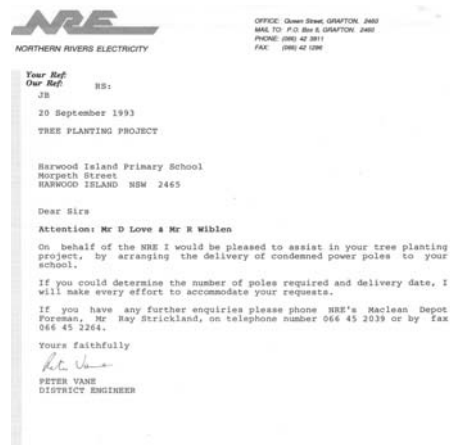 NRE
NORTHERN RIVERS ELECTRICITY
OFFICE: Queen Street, GRAFTON. 2460
MAIL TO: P.O. Box 5, GRAFTON. 2460
PHONE: (066) 42 3911
FAX: (066) 42 1296
Your Ref:
Our Ref: RS:
JB
20 September 1993
TREE PLANTING PROJECT
Harwood Island Primary School
Morpeth Street
HARWOOD ISLAND NSW 2465
Dear Sirs
Attention: Mr D Love & Mr R Wiblen
On behalf of the NRE I would be pleased to assist in your tree planting
project, by arranging the delivery of condemned power poles to your
school.
If you could determine the number of poles required and delivery date, I
will make every effort to accommodate your requests.
If you have any further enquiries please phone NRE's Maclean Depot
Foreman, Mr Ray Strickland, on telephone number 066 45 2039 or by fax
066 45 2264.
Yours faithfully
Peter Vane
PETER VANE
DISTRICT ENGINEER